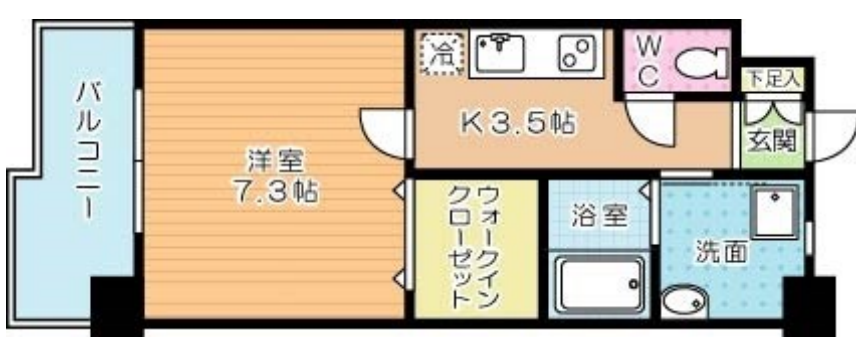 バルコニー
洋室
7.3帖
冷
K3.5帖
WC
下足入
玄関
ウォークイン
クローゼット
浴室
洗面